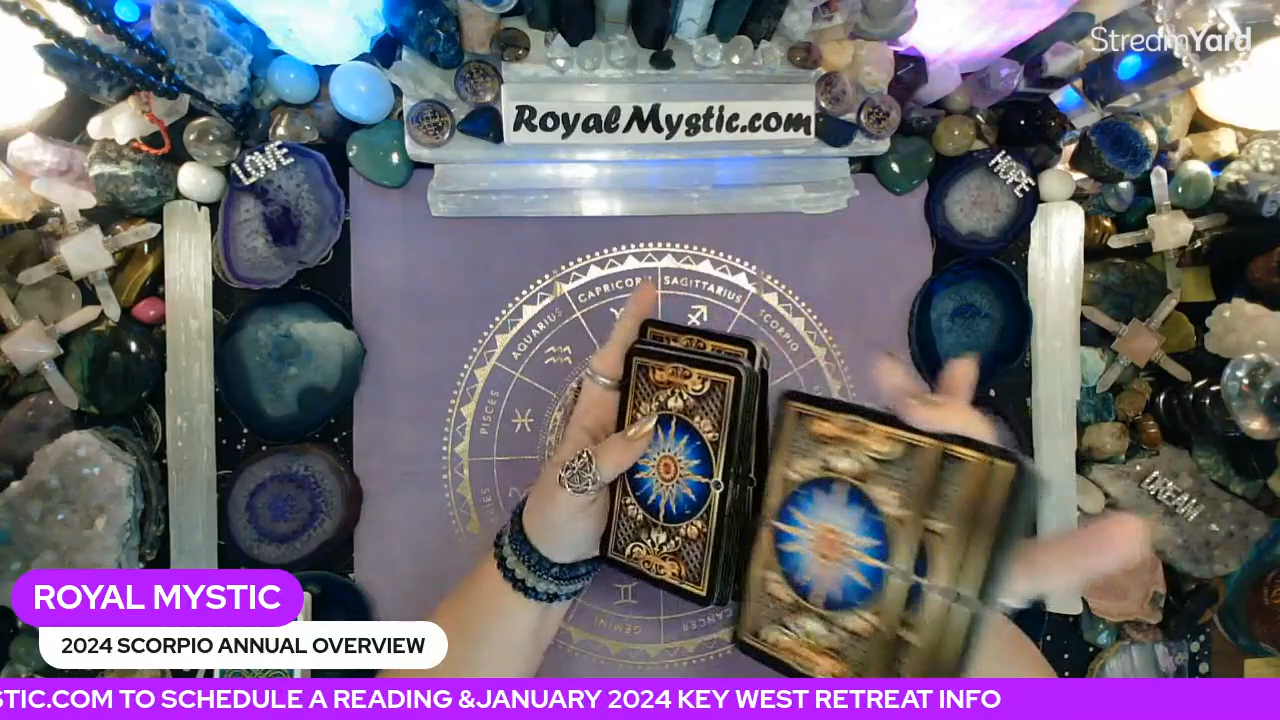 StreamYard
RoyalMystic.com
LOVE
HOPE
CAPRICORN
SAGITTARIUS
AQUARIUS
SCORPIO
PISCES
DREAM
GEMINI
CANCER
ROYAL MYSTIC
2024 SCORPIO ANNUAL OVERVIEW
STIC.COM TO SCHEDULE A READING &JANUARY 2024 KEY WEST RETREAT INFO